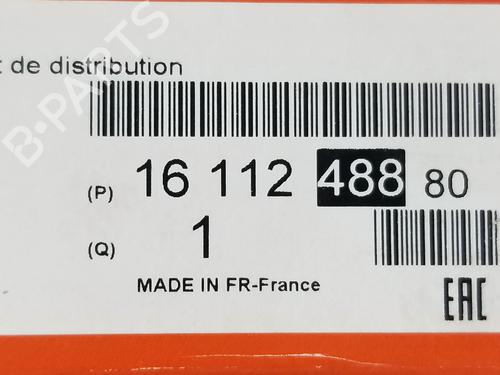 t de distribution
(P) 16 112 488 80
(Q) 1
MADE IN FR-France
EAC
B-PARTS